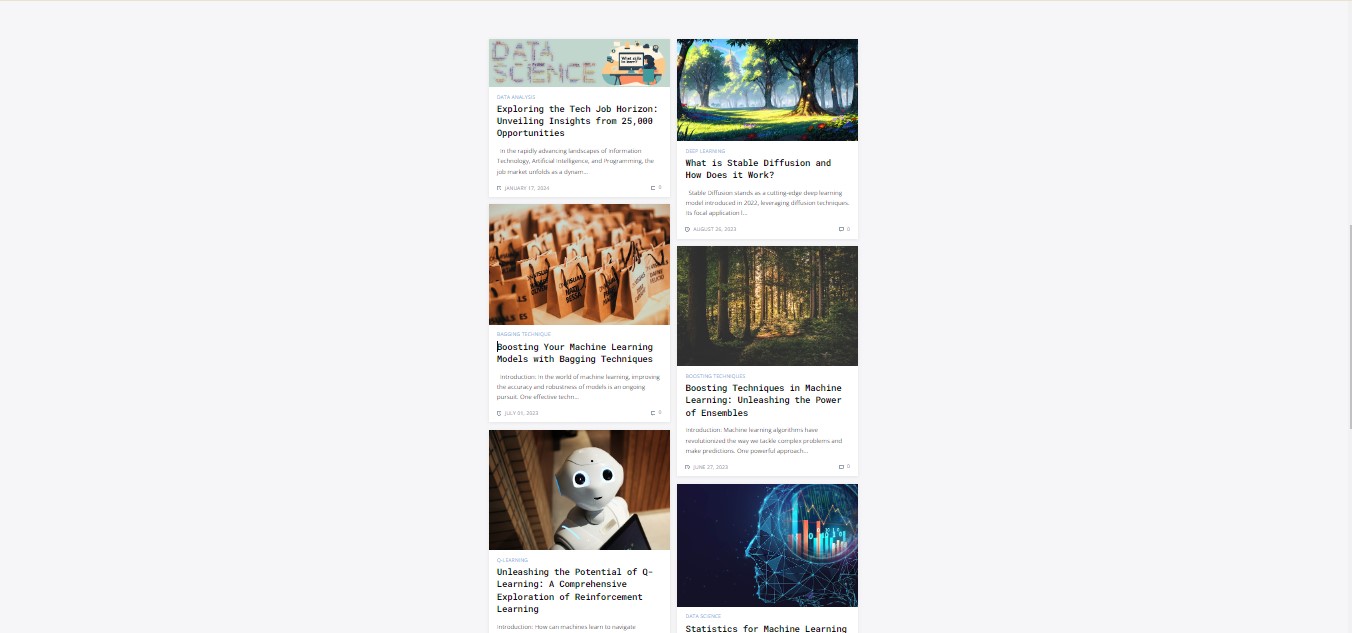 DATA
SCIENCE
DATA ANALYSIS
Exploring the Tech Job Horizon:
Unveiling Insights from 25,000
Opportunities
In the rapidly advancing landscapes of Information
Technology, Artificial Intelligence, and Programming, the
job market unfolds as a dynam...
JANUARY 17, 2024
0
BAGGING TECHNIQUE
Boosting Your Machine Learning
Models with Bagging Techniques
Introduction: In the world of machine learning, improving
the accuracy and robustness of models is an ongoing
pursuit. One effective techn...
JULY 01, 2023
0
Q-LEARNING
Unleashing the Potential of Q-
Learning: A Comprehensive
Exploration of Reinforcement
Learning
Introduction: How can machines learn to navigate
DEEP LEARNING
What is Stable Diffusion and
How Does it Work?
Stable Diffusion stands as a cutting-edge deep learning
model introduced in 2022, leveraging diffusion techniques.
Its focal application i...
AUGUST 26, 2023
0
BOOSTING TECHNIQUES
Boosting Techniques in Machine
Learning: Unleashing the Power
of Ensembles
Introduction: Machine learning algorithms have
revolutionized the way we tackle complex problems and
make predictions. One powerful approach...
JUNE 27, 2023
0
DATA SCIENCE
Statistics for Machine Learning